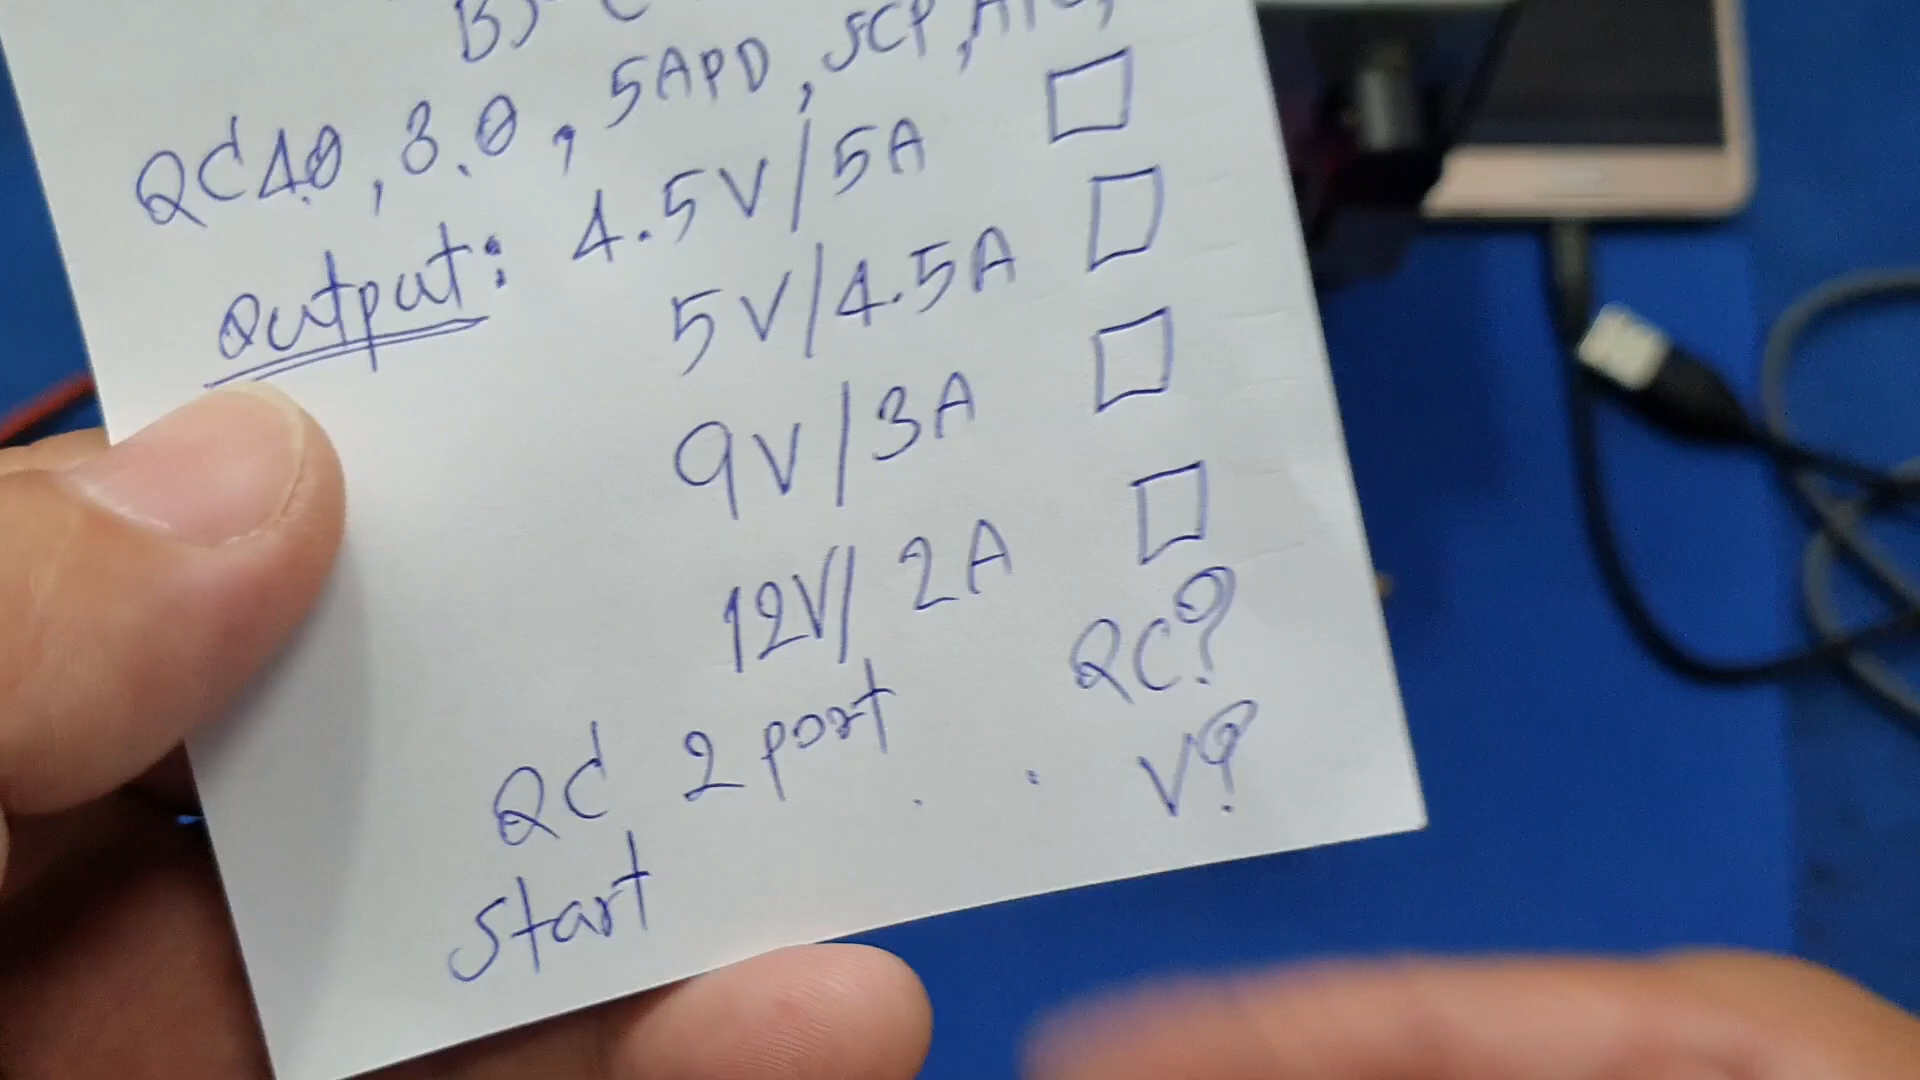 QC4.0, 3.0, 5APD, SCP,
Output: 4.5V/5A
5V/4.5A
9V/3A
12V/2A
QC?
QC 2 port
V?
Start